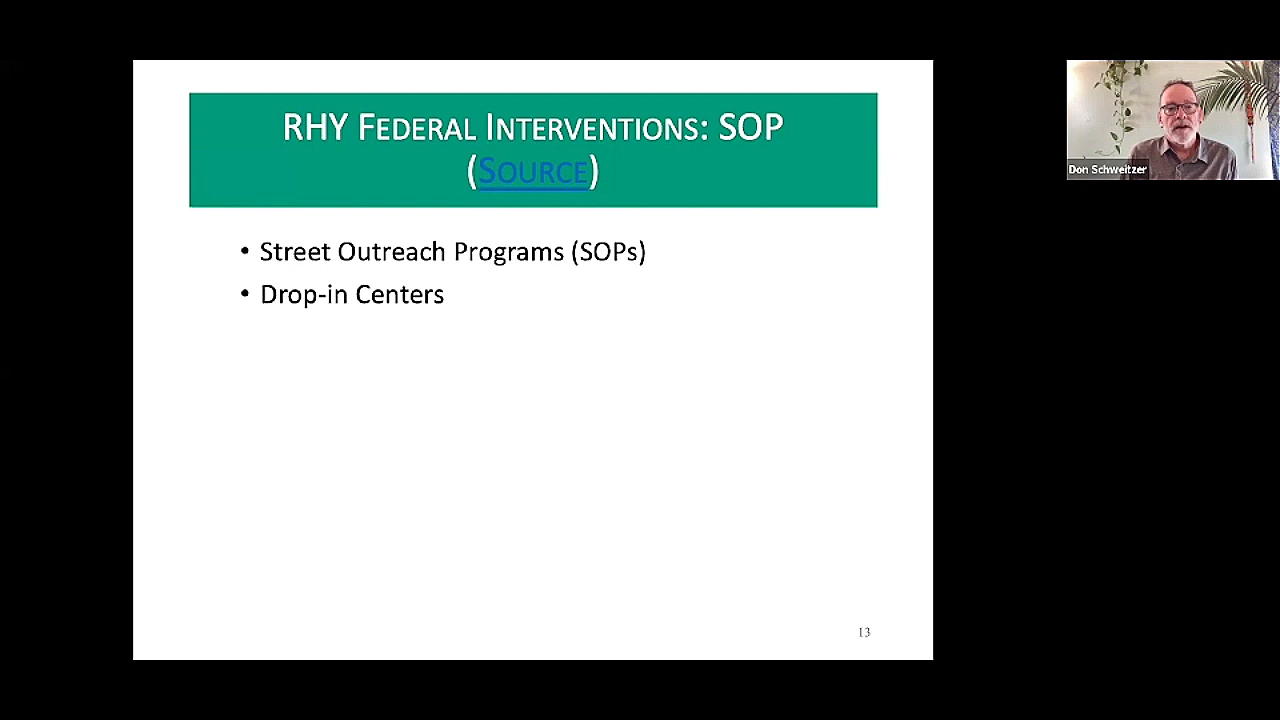 RHY FEDERAL INTERVENTIONS: SOP
(SOURCE)
• Street Outreach Programs (SOPs)
• Drop-in Centers
13
Don Schweitzer